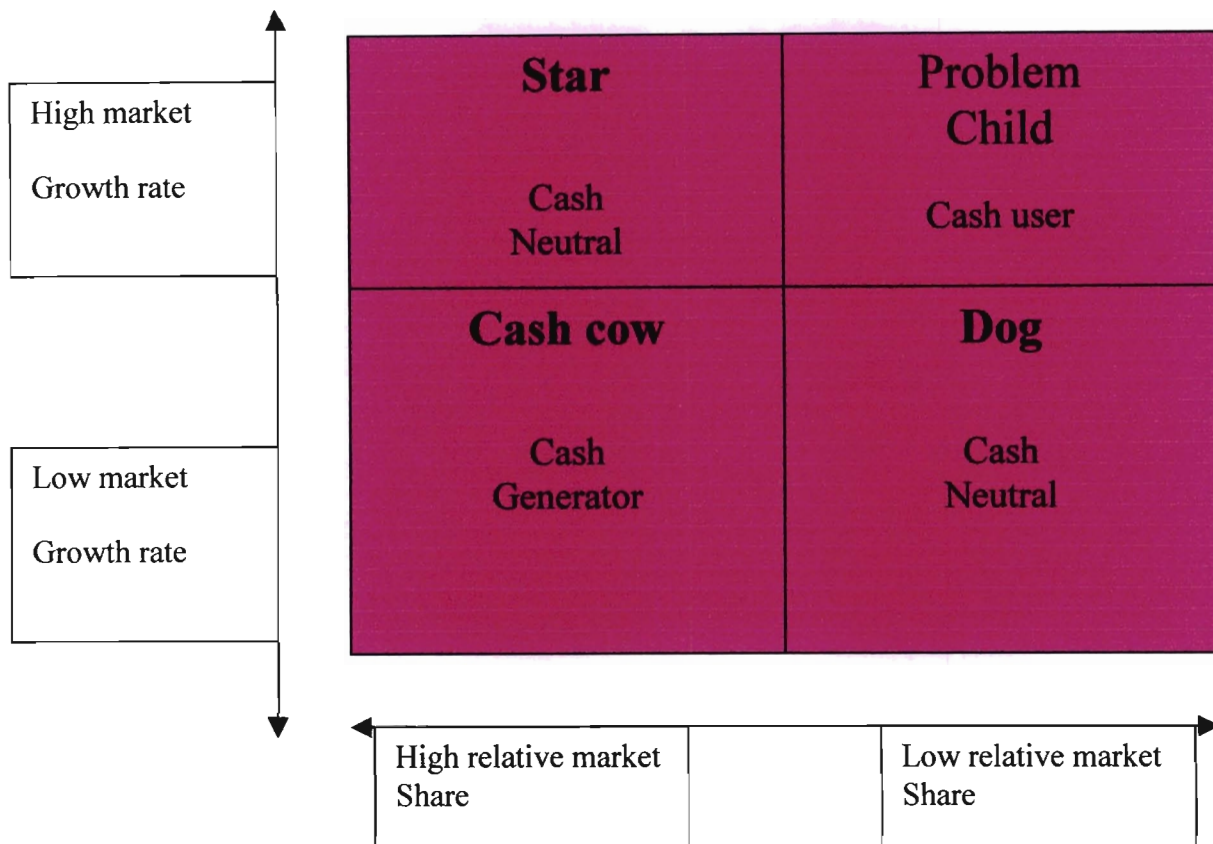 High market
Growth rate
Star
Cash
Neutral
Problem
Child
Cash user
Low market
Growth rate
Cash cow
Cash
Generator
Dog
Cash
Neutral
High relative market
Share
Low relative market
Share